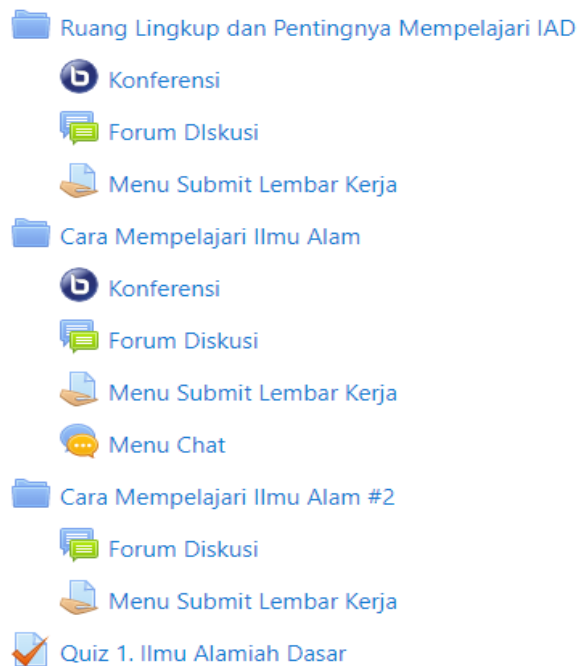 Ruang Lingkup dan Pentingnya Mempelajari IAD
Konferensi
Forum DIskusi
Menu Submit Lembar Kerja
Cara Mempelajari Ilmu Alam
Konferensi
Forum Diskusi
Menu Submit Lembar Kerja
Menu Chat
Cara Mempelajari Ilmu Alam #2
Forum Diskusi
Menu Submit Lembar Kerja
Quiz 1. Ilmu Alamiah Dasar